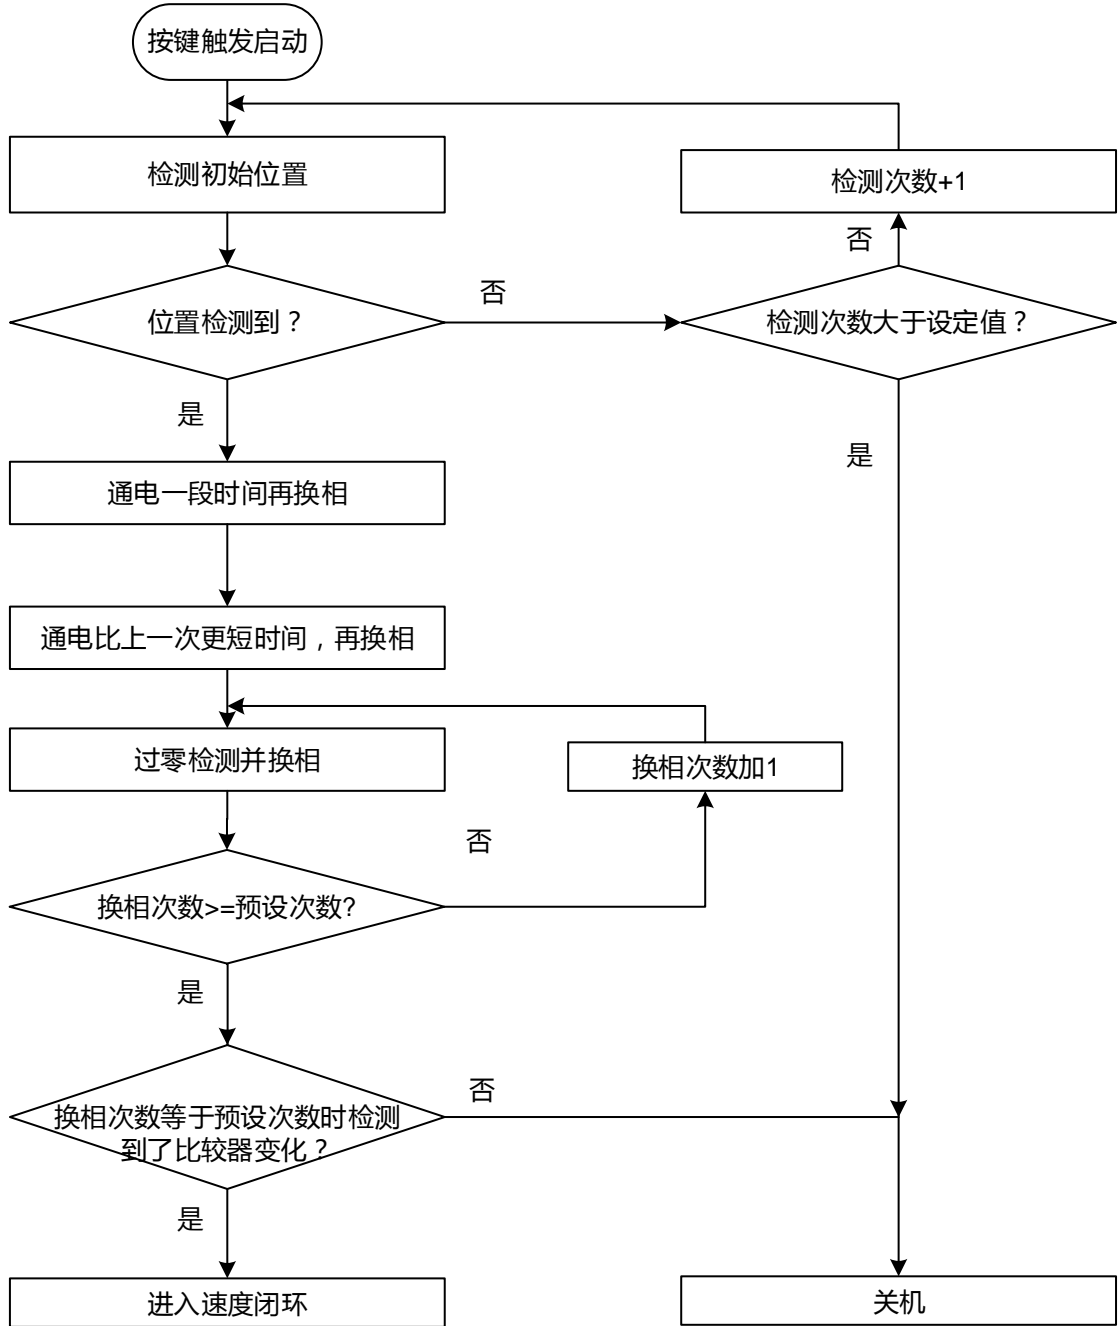 按键触发启动
检测初始位置
检测次数+1
否
位置检测到？
否
检测次数大于设定值？
是
是
通电一段时间再换相
通电比上一次更短时间，再换相
过零检测并换相
换相次数加1
否
换相次数>=预设次数?
是
换相次数等于预设次数时检测
到了比较器变化？
否
是
进入速度闭环
关机